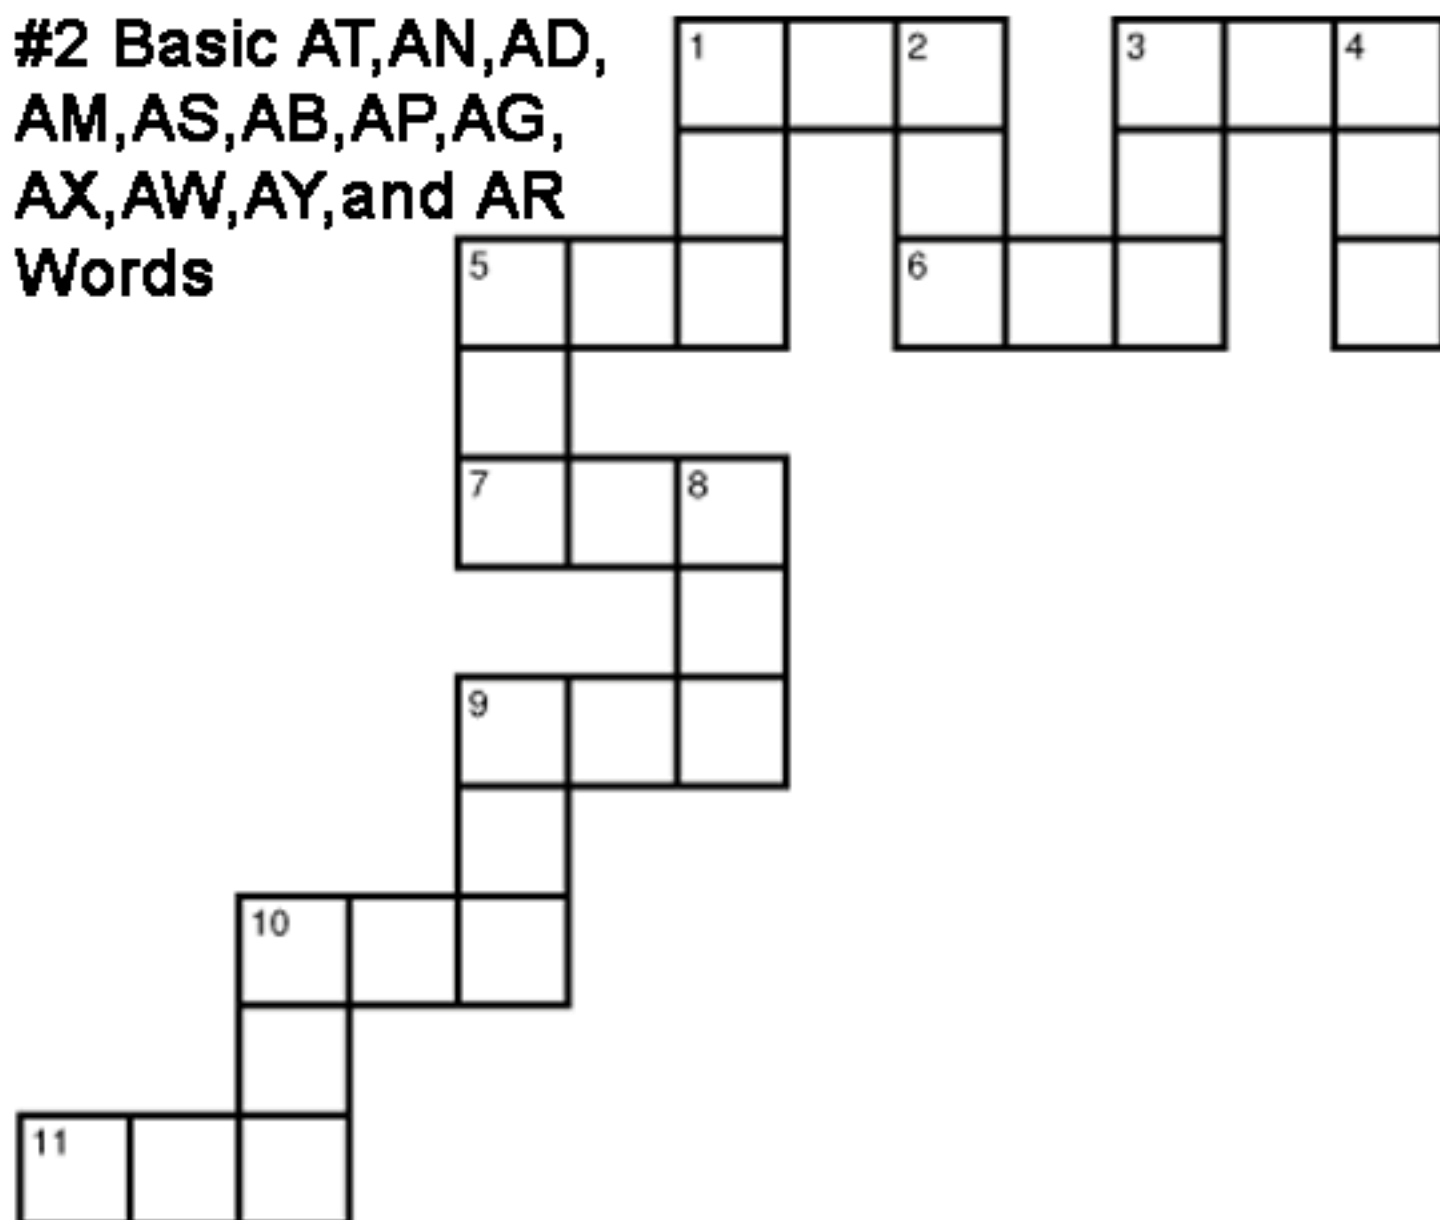 #2 Basic AT,AN,AD,
AM,AS,AB,AP,AG,
AX,AW,AY,and AR
Words
1 2 3 4
5 6
7 8
9
10
11